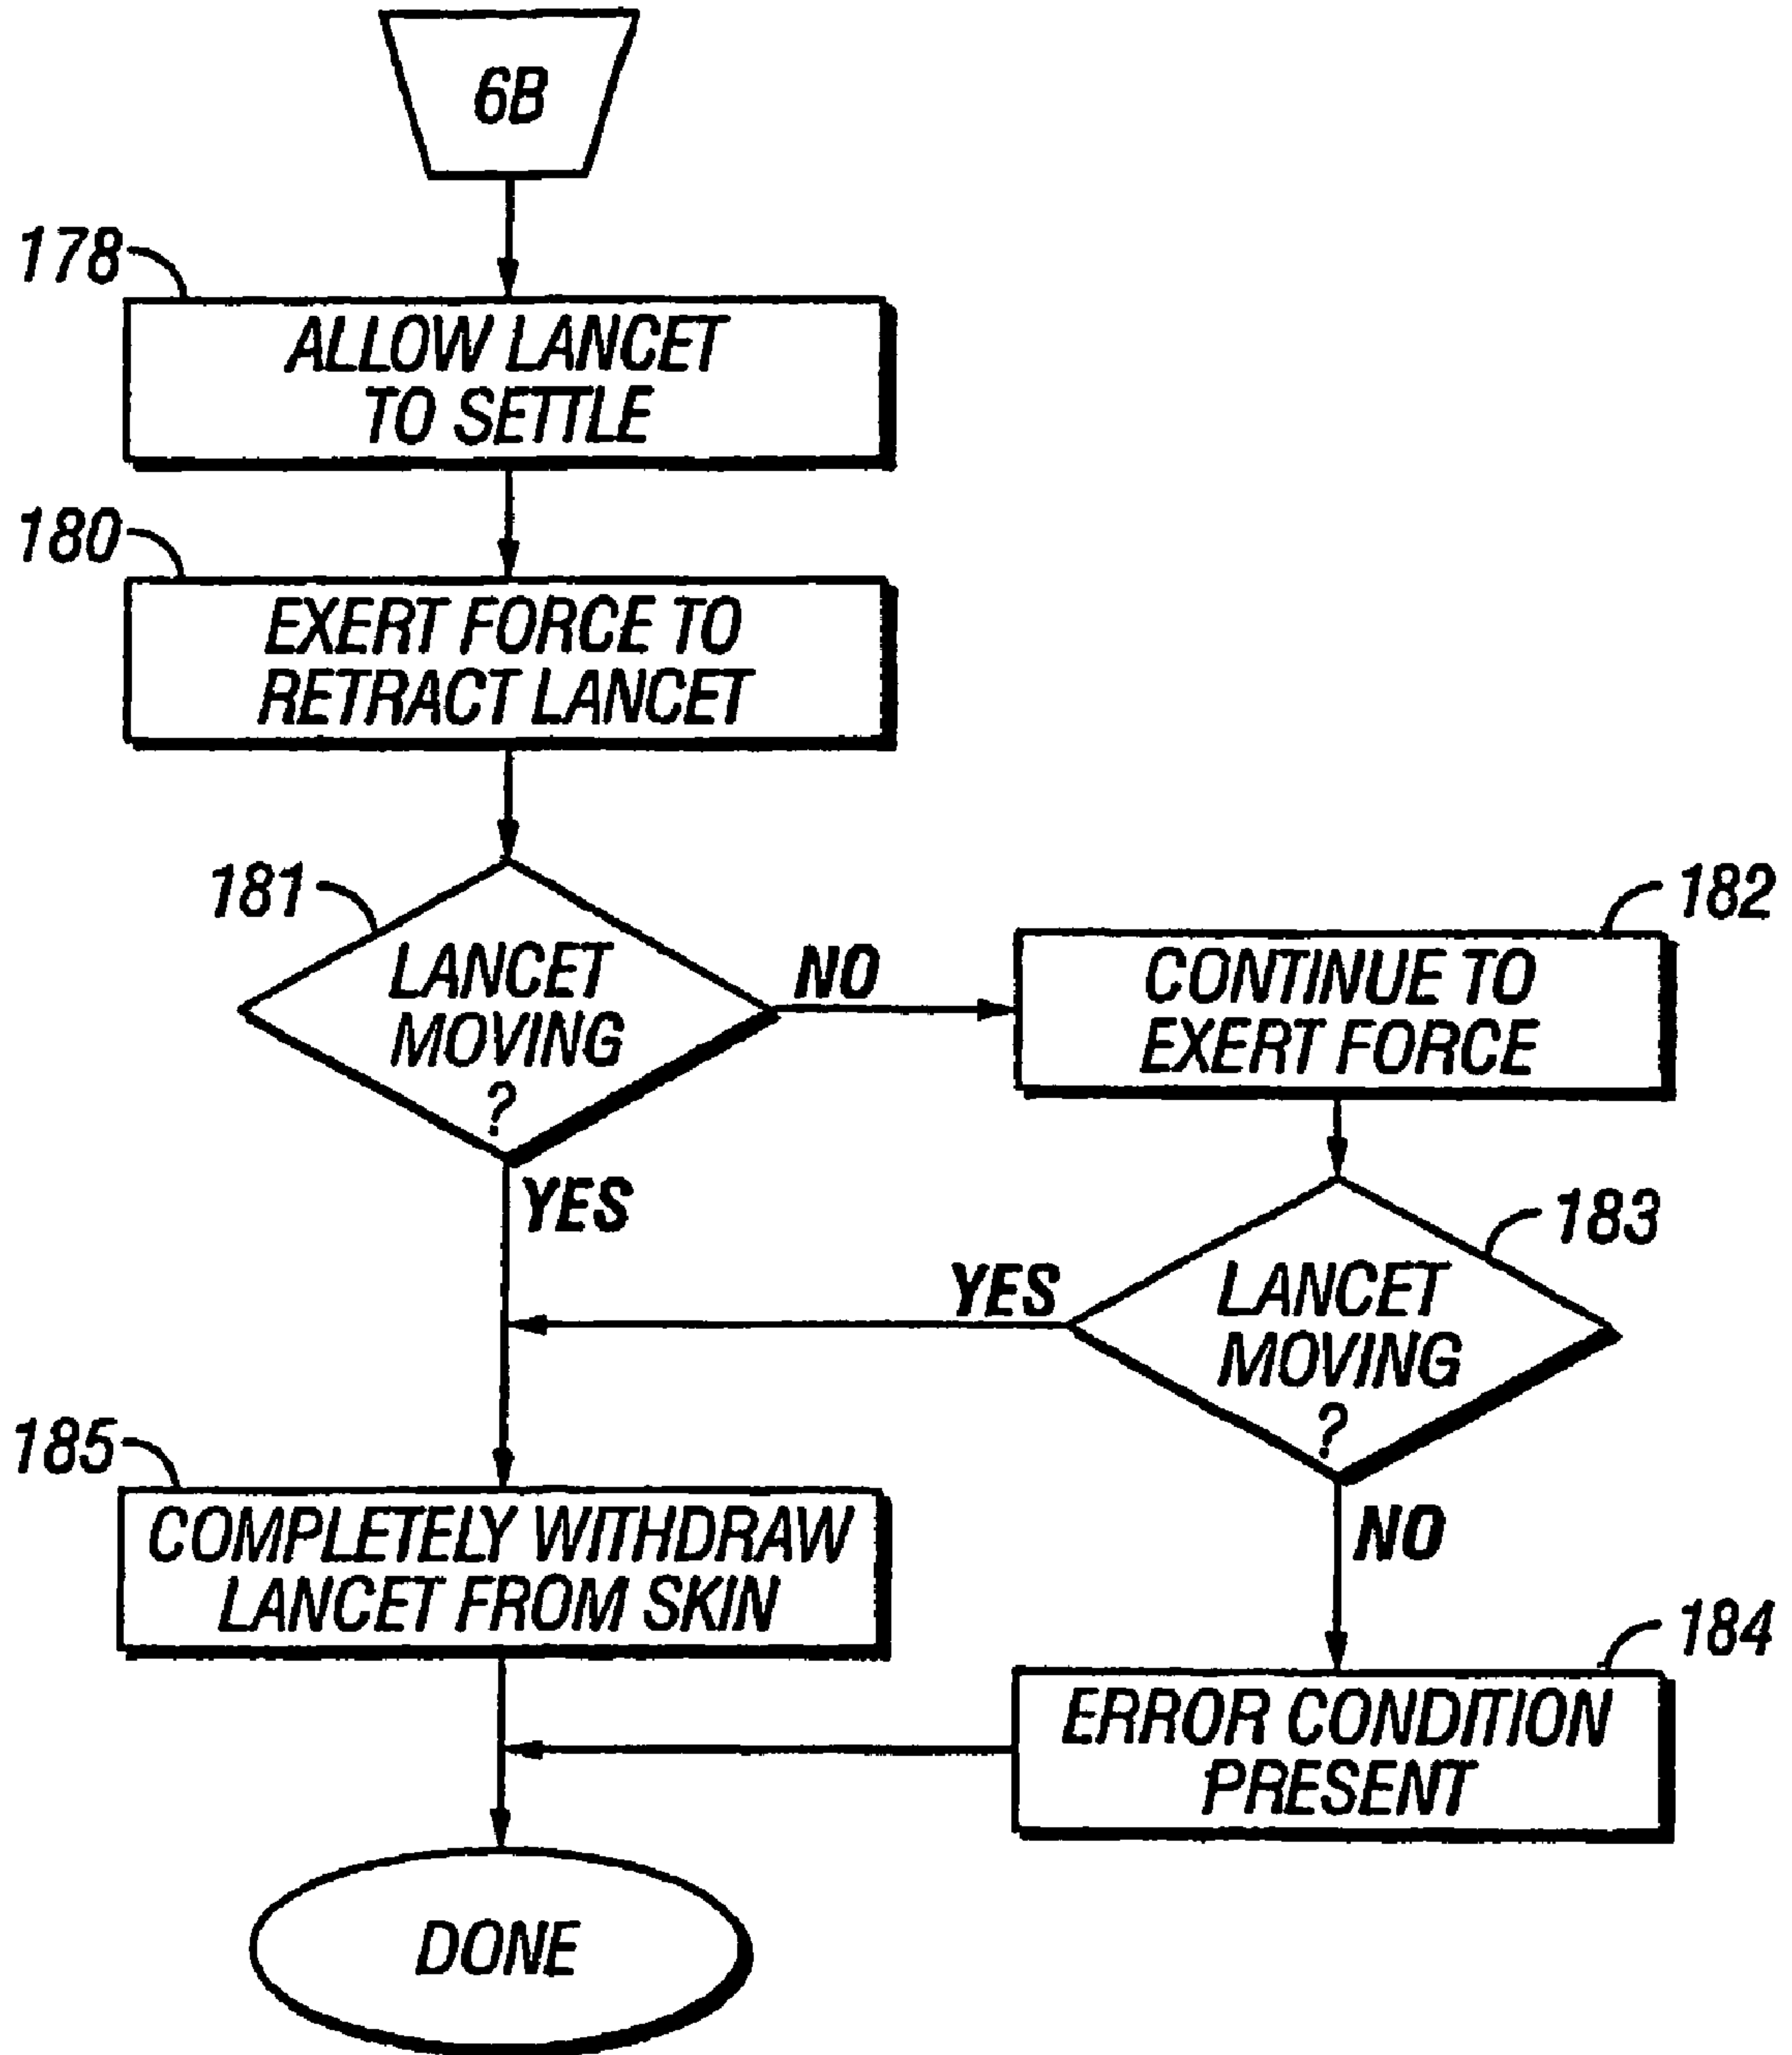 6B
178
ALLOW LANCET
TO SETTLE
180
EXERT FORCE TO
RETRACT LANCET
181
LANCET
MOVING
?
NO
YES
182
CONTINUE TO
EXERT FORCE
183
LANCET
MOVING
?
YES
NO
185
COMPLETELY WITHDRAW
LANCET FROM SKIN
184
ERROR CONDITION
PRESENT
DONE